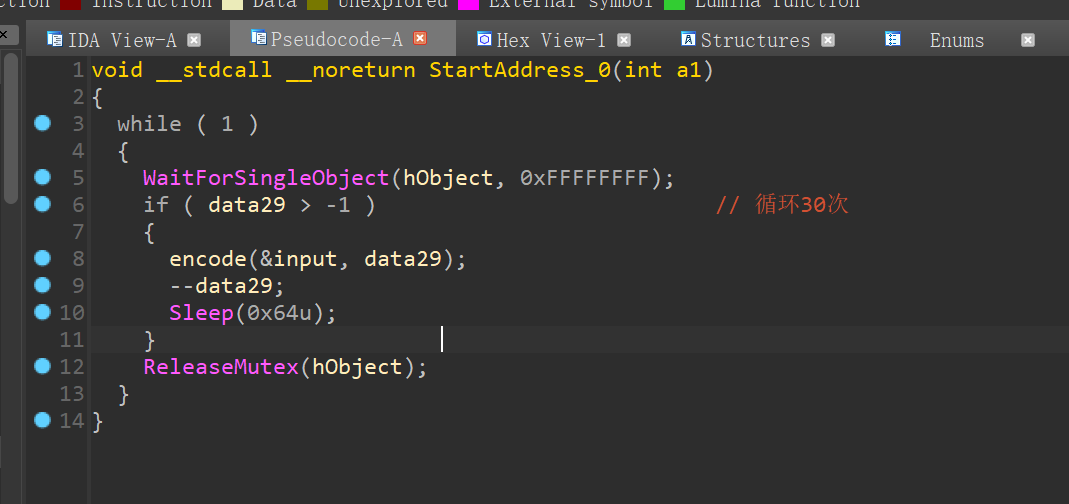 ction Instruction Data Unexplored External symbol Lumina function
IDA View-A Pseudocode-A Hex View-1 Structures Enums
1 void __stdcall __noreturn StartAddress_0(int a1)
2 {
3 while ( 1 )
4 {
5 WaitForSingleObject(hObject, 0xFFFFFFFF);
6 if ( data29 > -1 ) // 循环30次
7 {
8 encode(&input, data29);
9 --data29;
10 Sleep(0x64u);
11 }
12 ReleaseMutex(hObject);
13 }
14 }